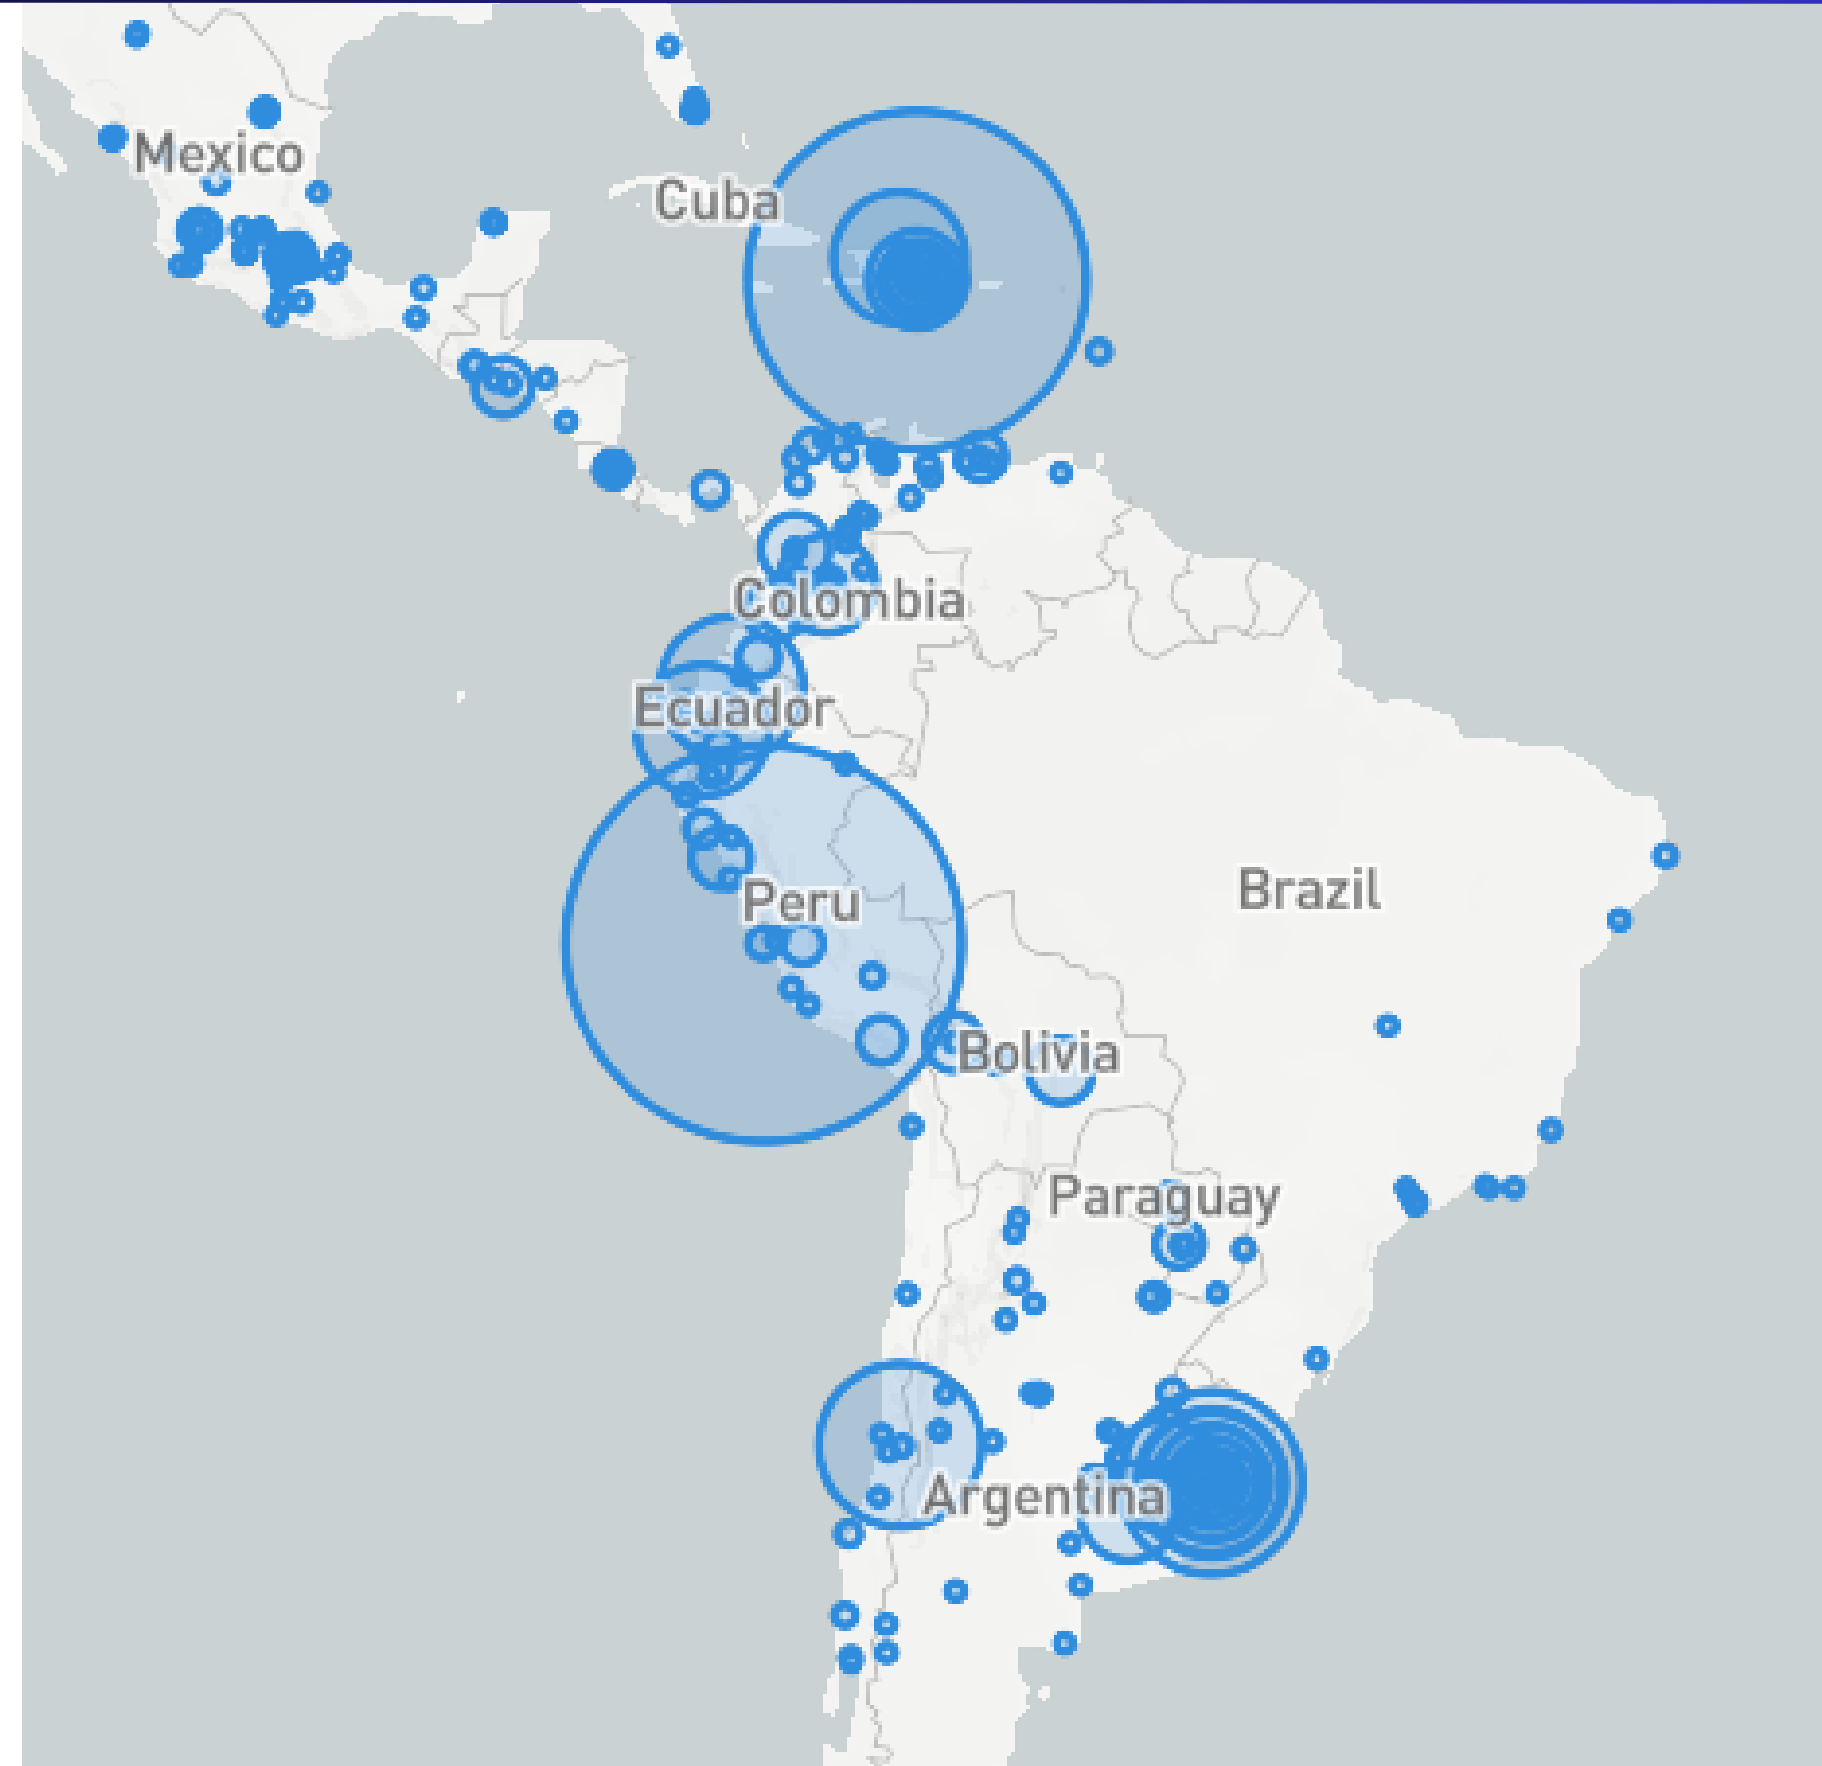 Mexico
Cuba
Colombia
Ecuador
Peru
Brazil
Bolivia
Paraguay
Argentina